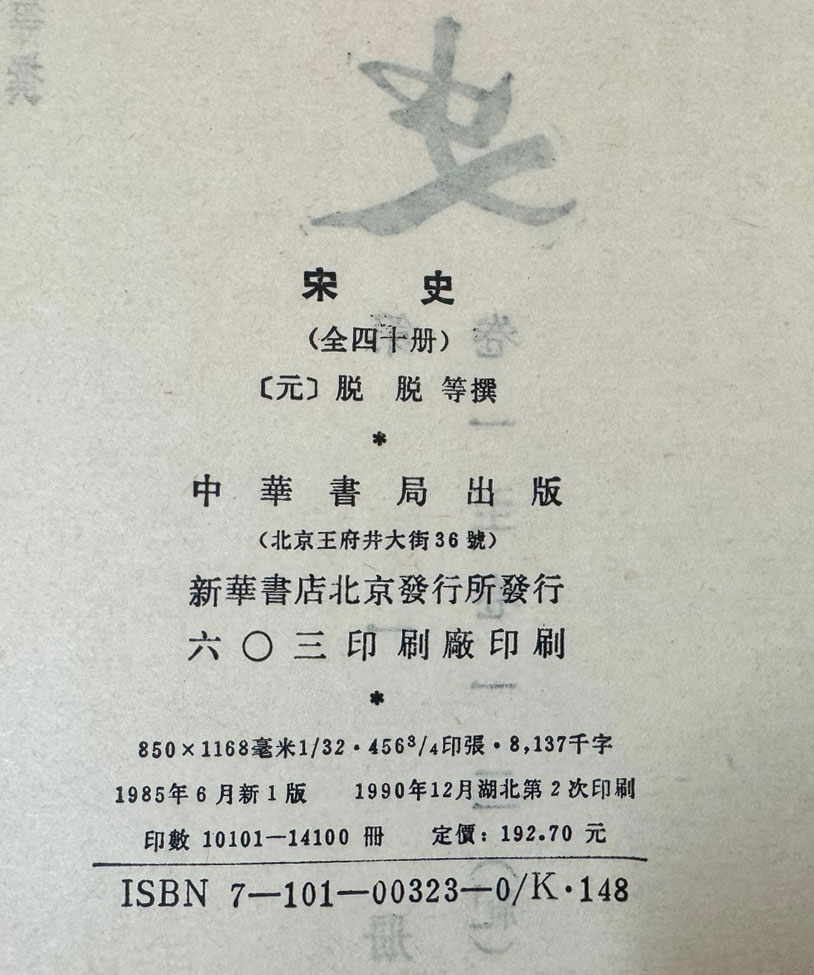 宋 史
（全四十册）
〔元〕脱 脱 等撰
*
中華書局出版
（北京王府井大街36號）
新華書店北京發行所發行
六〇三印刷廠印刷
*
850×1168毫米1/32·456³/₄印張·8,137千字
1985年6月新1版 1990年12月湖北第2次印刷
印數 10101—14100 冊 定價：192.70 元
ISBN 7—101—00323—0/K·148